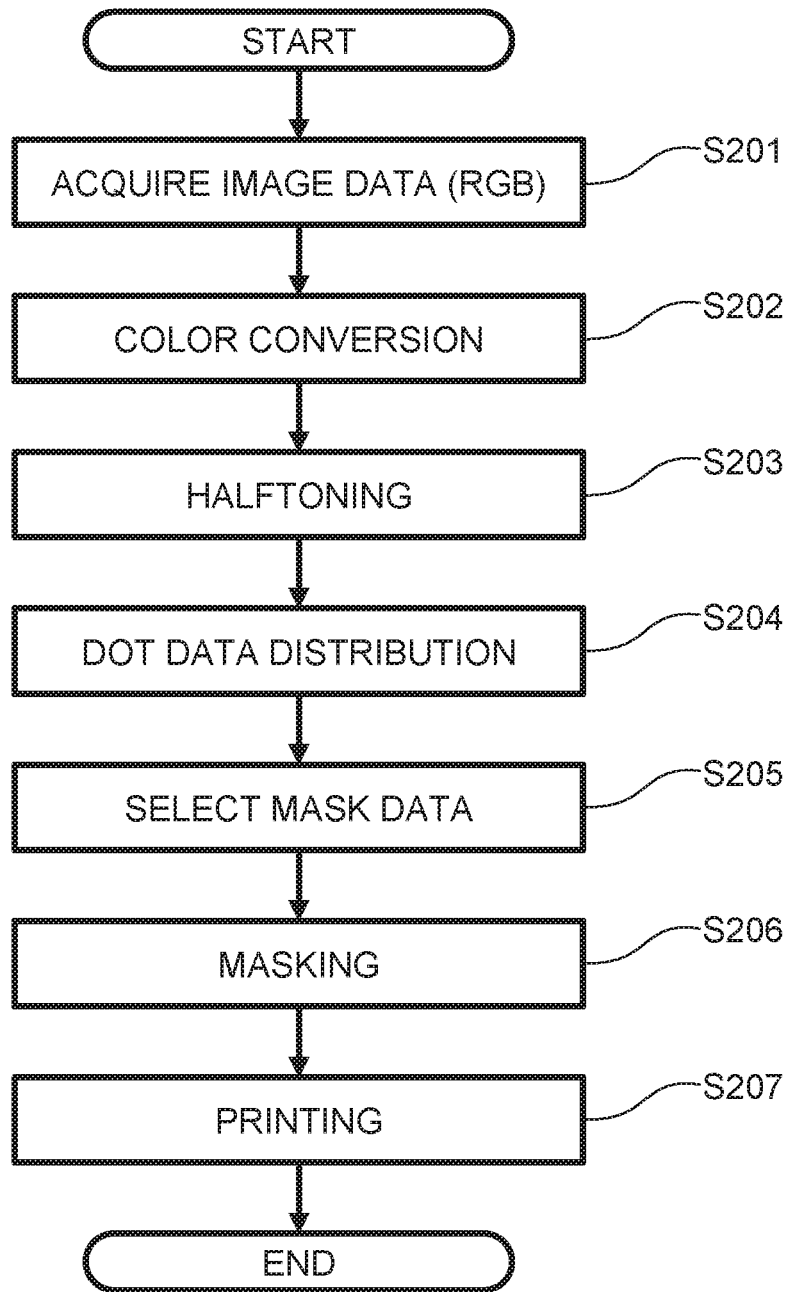 START
ACQUIRE IMAGE DATA (RGB)
S201
COLOR CONVERSION
S202
HALFTONING
S203
DOT DATA DISTRIBUTION
S204
SELECT MASK DATA
S205
MASKING
S206
PRINTING
S207
END